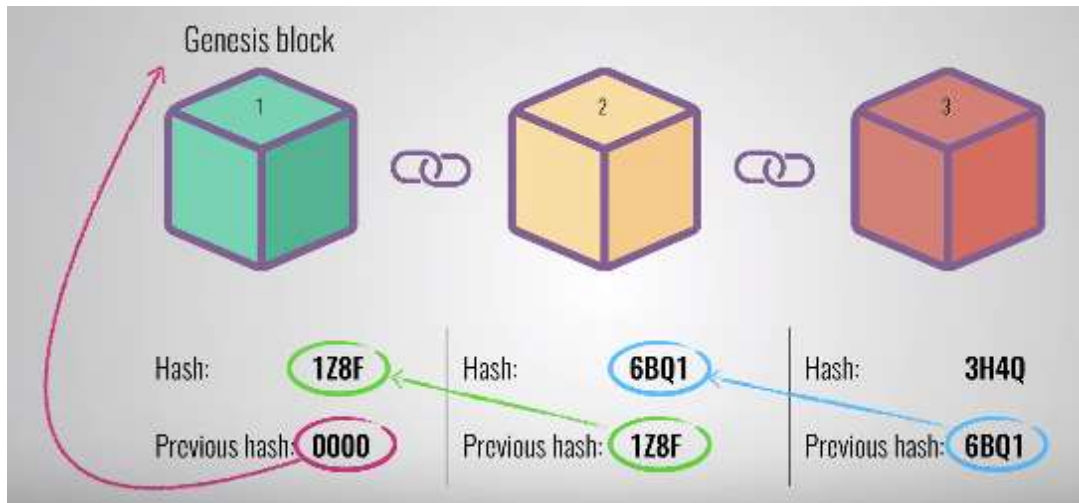 Genesis block
1
2
3
Hash: 1Z8F
Hash: 6BQ1
Hash: 3H4Q
Previous hash: 0000
Previous hash: 1Z8F
Previous hash: 6BQ1